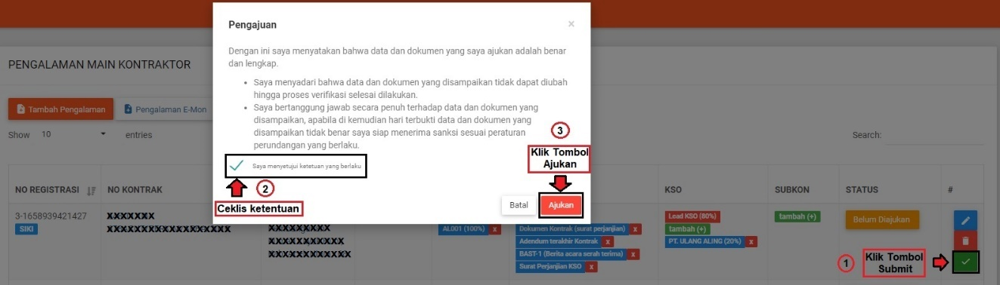 Pengajuan
×
Dengan ini saya menyatakan bahwa data dan dokumen yang saya ajukan adalah benar
dan lengkap.
• Saya menyadari bahwa data dan dokumen yang disampaikan tidak dapat diubah
hingga proses verifikasi selesai dilakukan.
• Saya bertanggung jawab secara penuh terhadap data dan dokumen yang
disampaikan, apabila di kemudian hari terbukti data dan dokumen yang
disampaikan tidak benar saya siap menerima sanksi sesuai peraturan
perundangan yang berlaku.
Saya menyetujui ketetuan yang berlaku
2
Ceklis ketentuan
3
Klik Tombol
Ajukan
Batal
Ajukan
PENGALAMAN MAIN KONTRAKTOR
Tambah Pengalaman
Pengalaman E-Mon
Show 10 entries
Search:
NO REGISTRASI
NO KONTRAK
KSO
SUBKON
STATUS
#
3-1658939421427
SIKI
XXXXXXX
XXXXXXXXXXXXXXXXXX
XXXXXXXXX
XXXXXXXXXXX
XXXXXXXXXXXX
AL001 (100%) x
Dokumen Kontrak (surat perjanjian) x
Adendum terakhir Kontrak x
BAST-1 (Berita acara serah terima) x
Surat Perjanjian KSO x
Lead KSO (80%)
tambah (+)
PT. ULANG ALING (20%) x
tambah (+)
Belum Diajukan
1
Klik Tombol
Submit